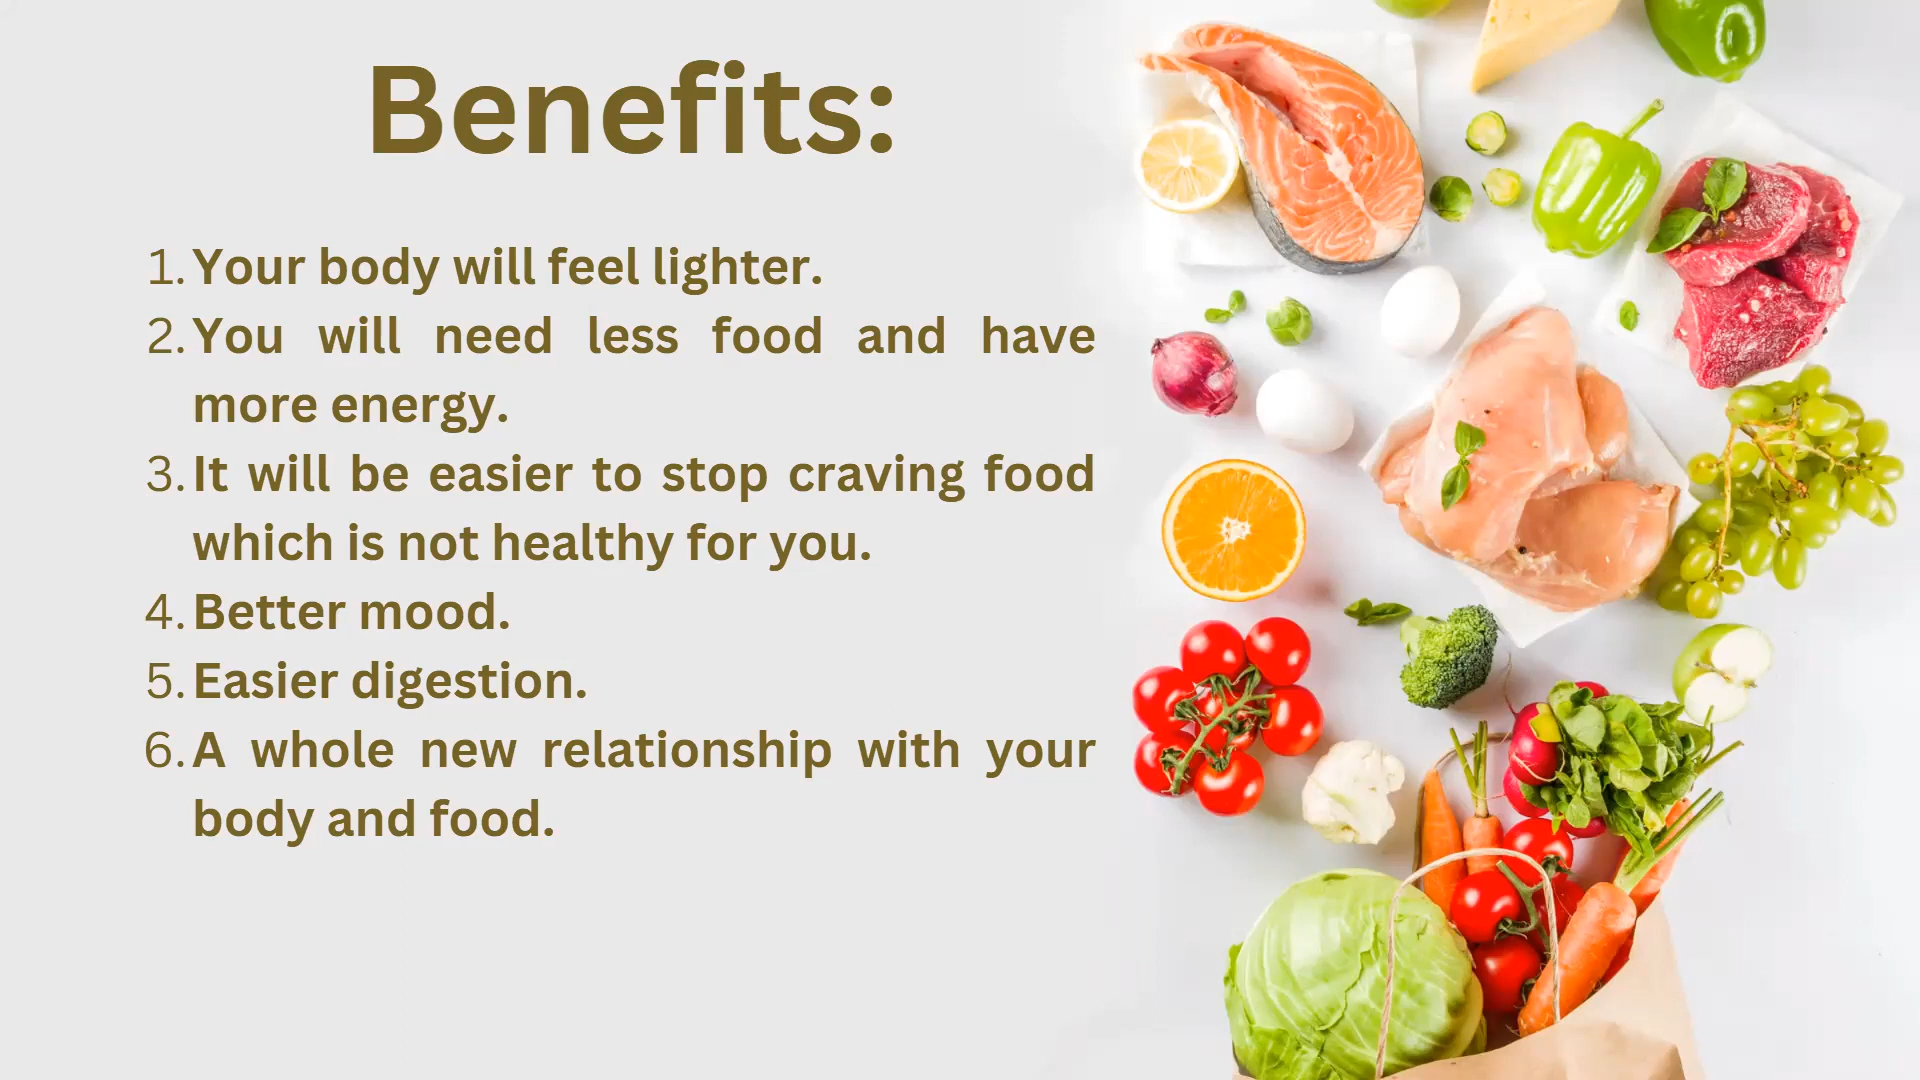 Benefits:
1. Your body will feel lighter.
2. You will need less food and have
more energy.
3. It will be easier to stop craving food
which is not healthy for you.
4. Better mood.
5. Easier digestion.
6. A whole new relationship with your
body and food.